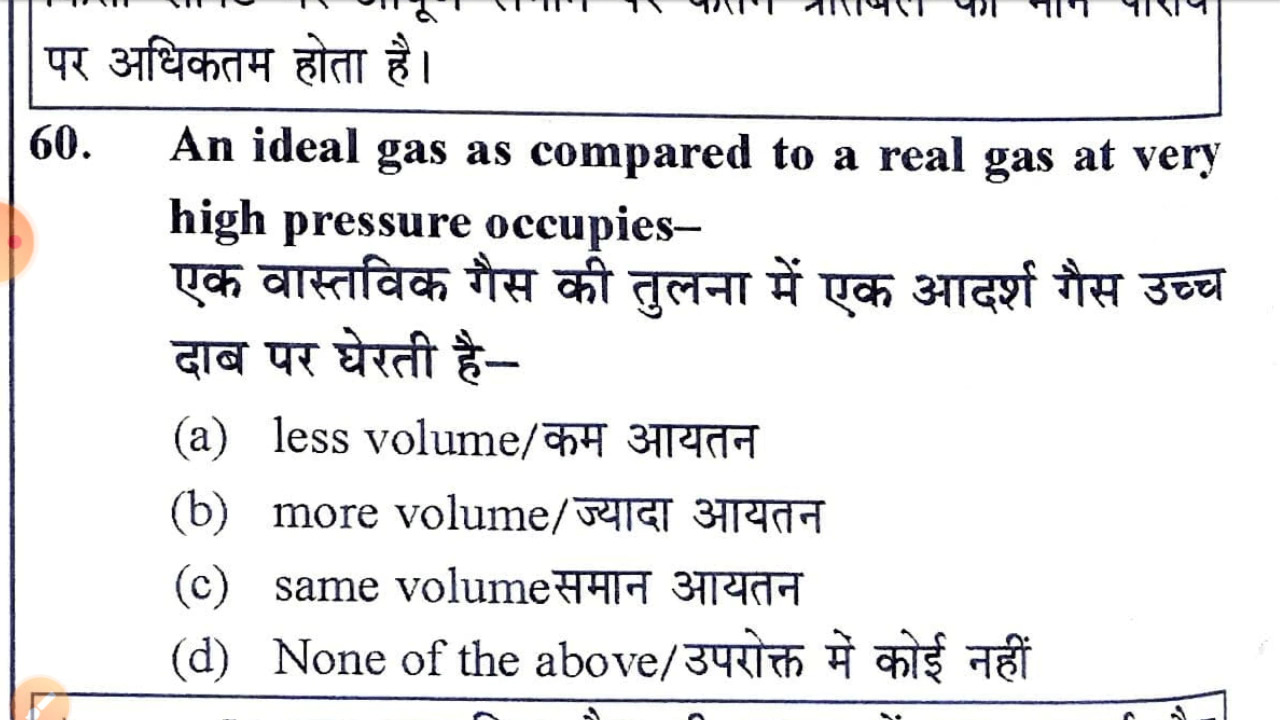 पर अधिकतम होता है।
60. An ideal gas as compared to a real gas at very
high pressure occupies–
एक वास्तविक गैस की तुलना में एक आदर्श गैस उच्च
दाब पर घेरती है–
(a) less volume/कम आयतन
(b) more volume/ज्यादा आयतन
(c) same volumeसमान आयतन
(d) None of the above/उपरोक्त में कोई नहीं